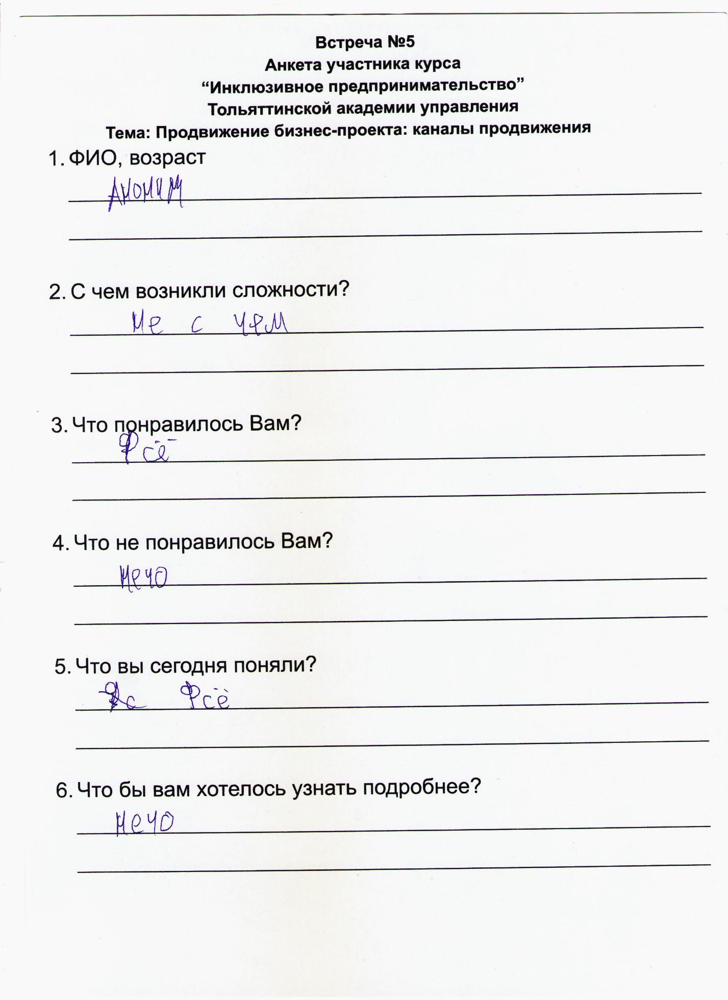 Встреча №5
Анкета участника курса
“Инклюзивное предпринимательство”
Тольяттинской академии управления
Тема: Продвижение бизнес-проекта: каналы продвижения
1. ФИО, возраст
Аноним
2. С чем возникли сложности?
Не с чем
3. Что понравилось Вам?
Фсё
4. Что не понравилось Вам?
Нечо
5. Что вы сегодня поняли?
Фсё
6. Что бы вам хотелось узнать подробнее?
Нечо